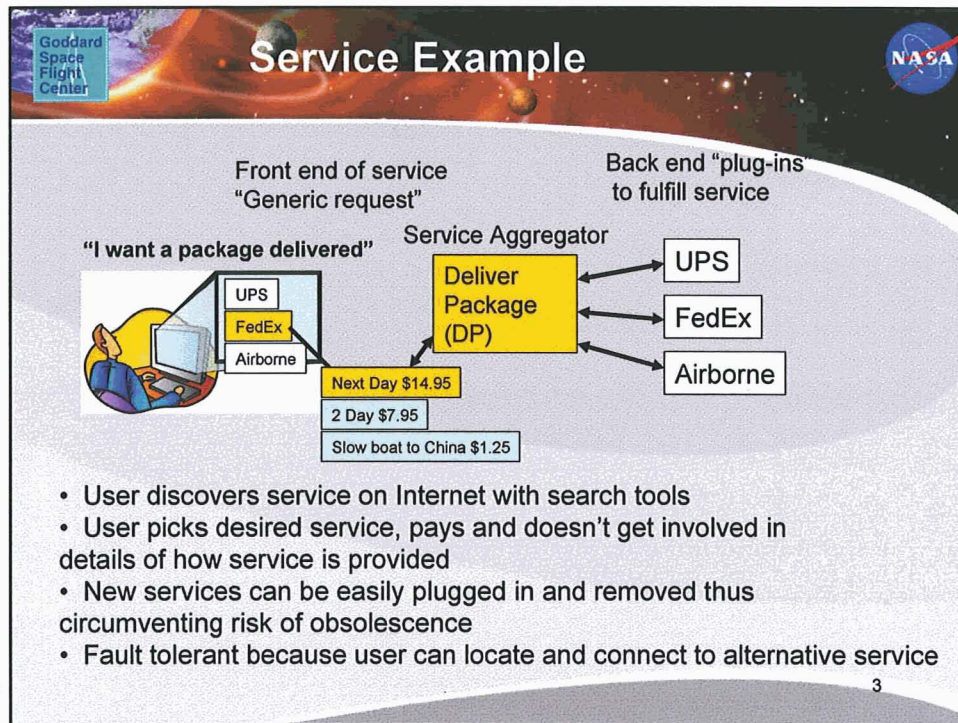 Goddard
Space
Flight
Center
Service Example
NASA
Front end of service
“Generic request”
Back end “plug-ins”
to fulfill service
“I want a package delivered”
UPS
FedEx
Airborne
Next Day $14.95
2 Day $7.95
Slow boat to China $1.25
Service Aggregator
Deliver
Package
(DP)
UPS
FedEx
Airborne
• User discovers service on Internet with search tools
• User picks desired service, pays and doesn’t get involved in
details of how service is provided
• New services can be easily plugged in and removed thus
circumventing risk of obsolescence
• Fault tolerant because user can locate and connect to alternative service
3